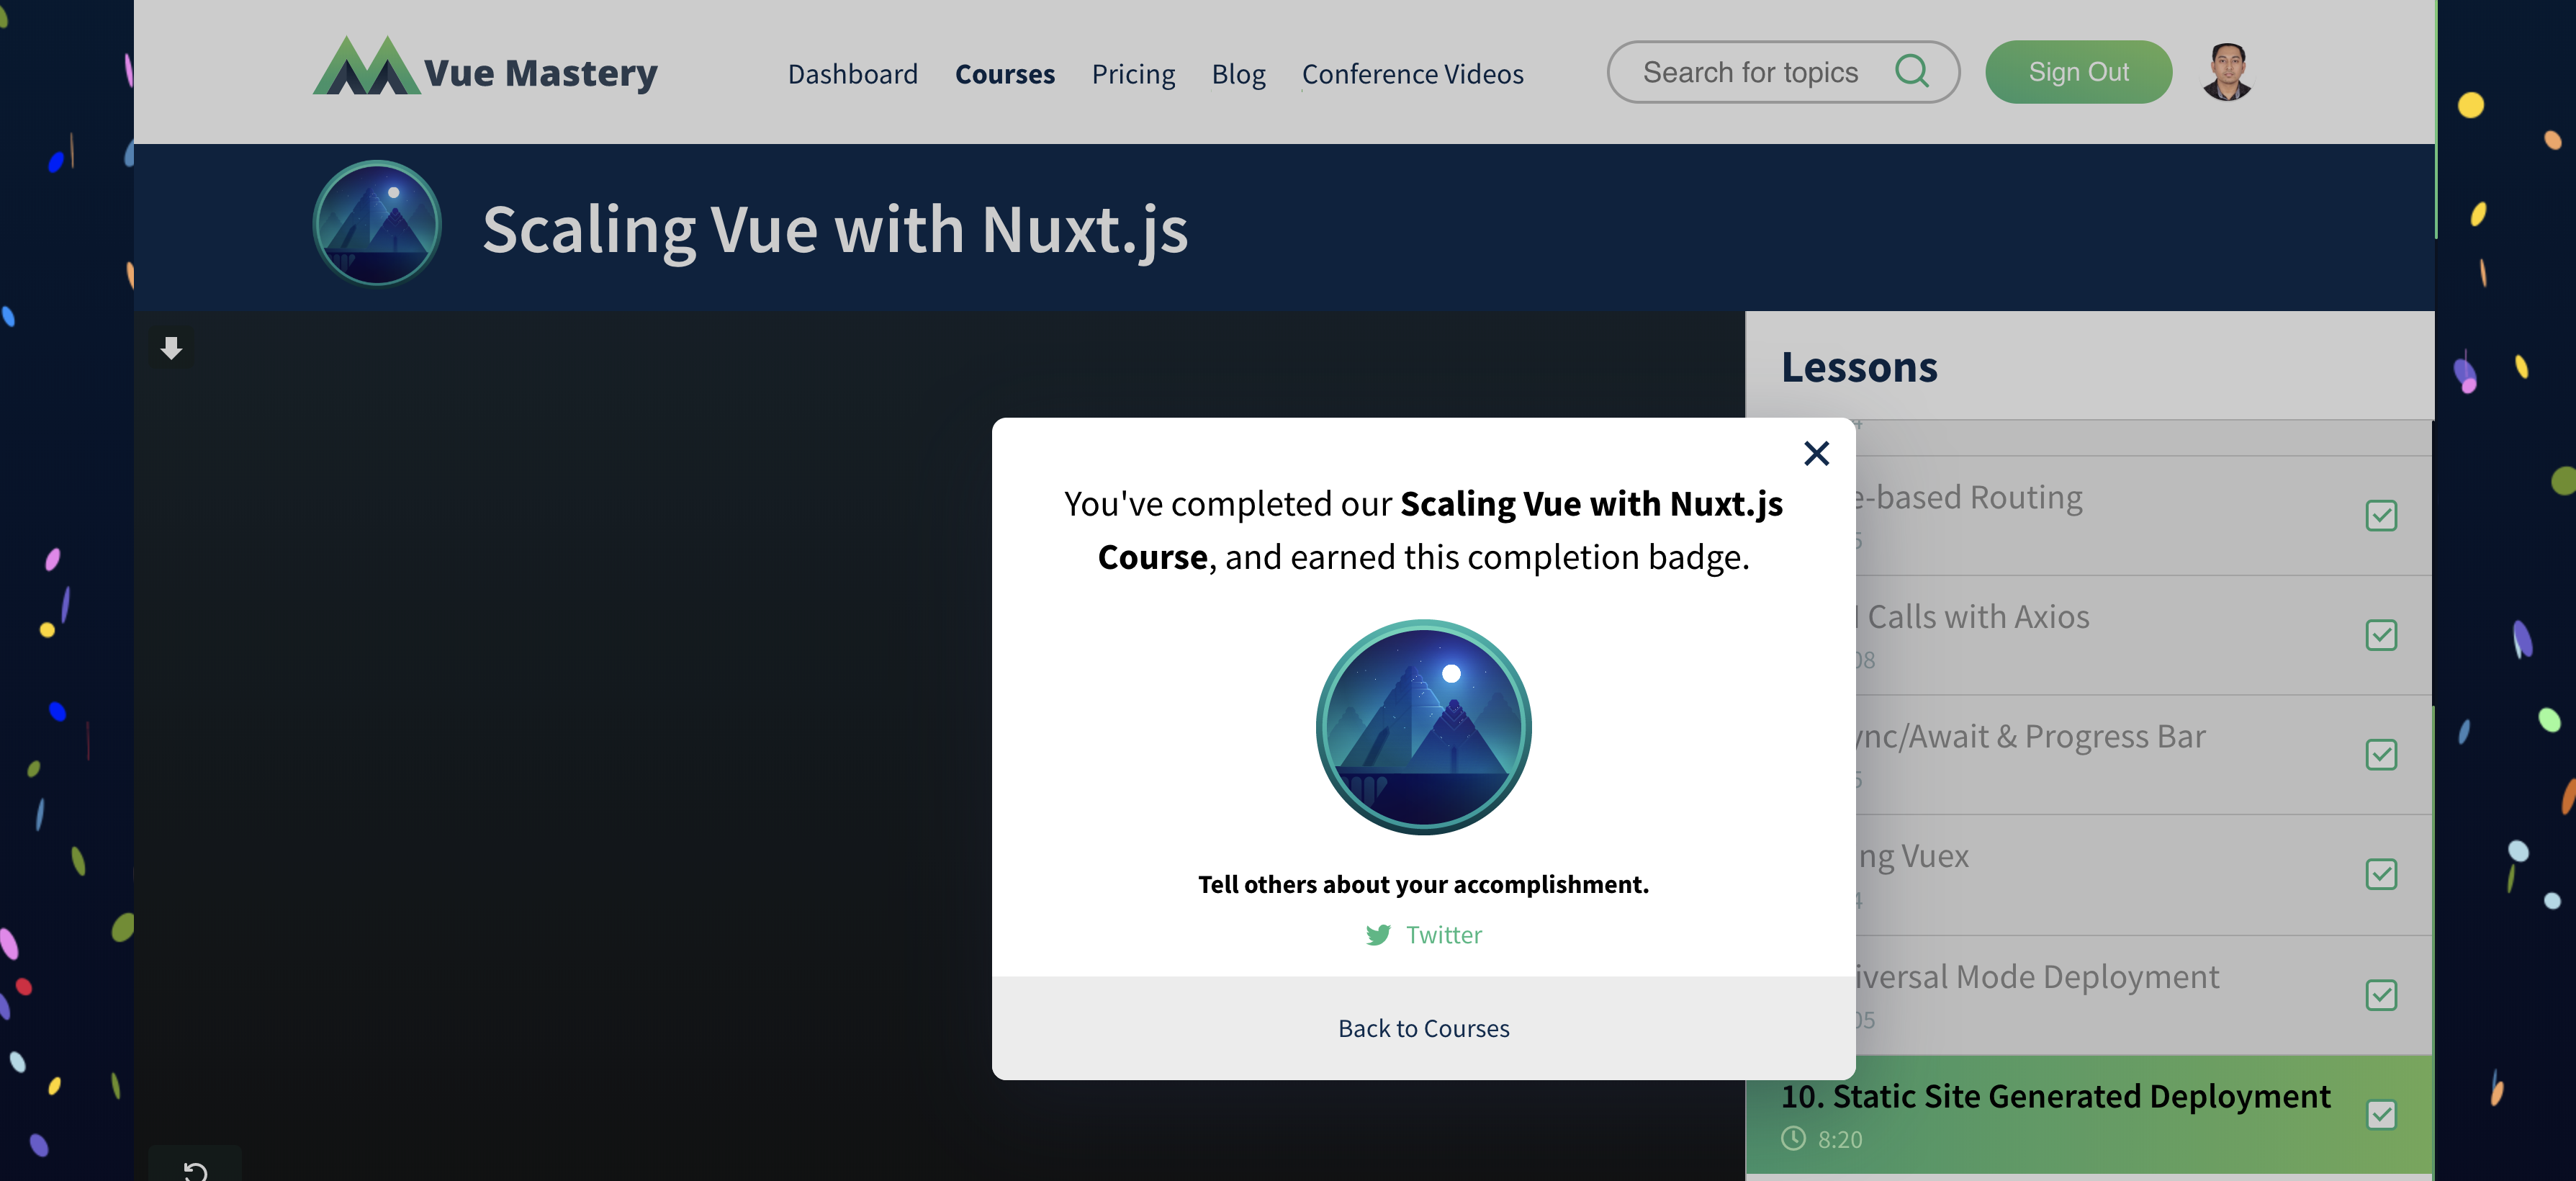 Vue Mastery
Dashboard
Courses
Pricing
Blog
Conference Videos
Search for topics
Sign Out
Scaling Vue with Nuxt.js
Lessons
e-based Routing
Calls with Axios
08
ync/Await & Progress Bar
ng Vuex
iversal Mode Deployment
05
10. Static Site Generated Deployment
8:20
You've completed our Scaling Vue with Nuxt.js
Course, and earned this completion badge.
Tell others about your accomplishment.
Twitter
Back to Courses